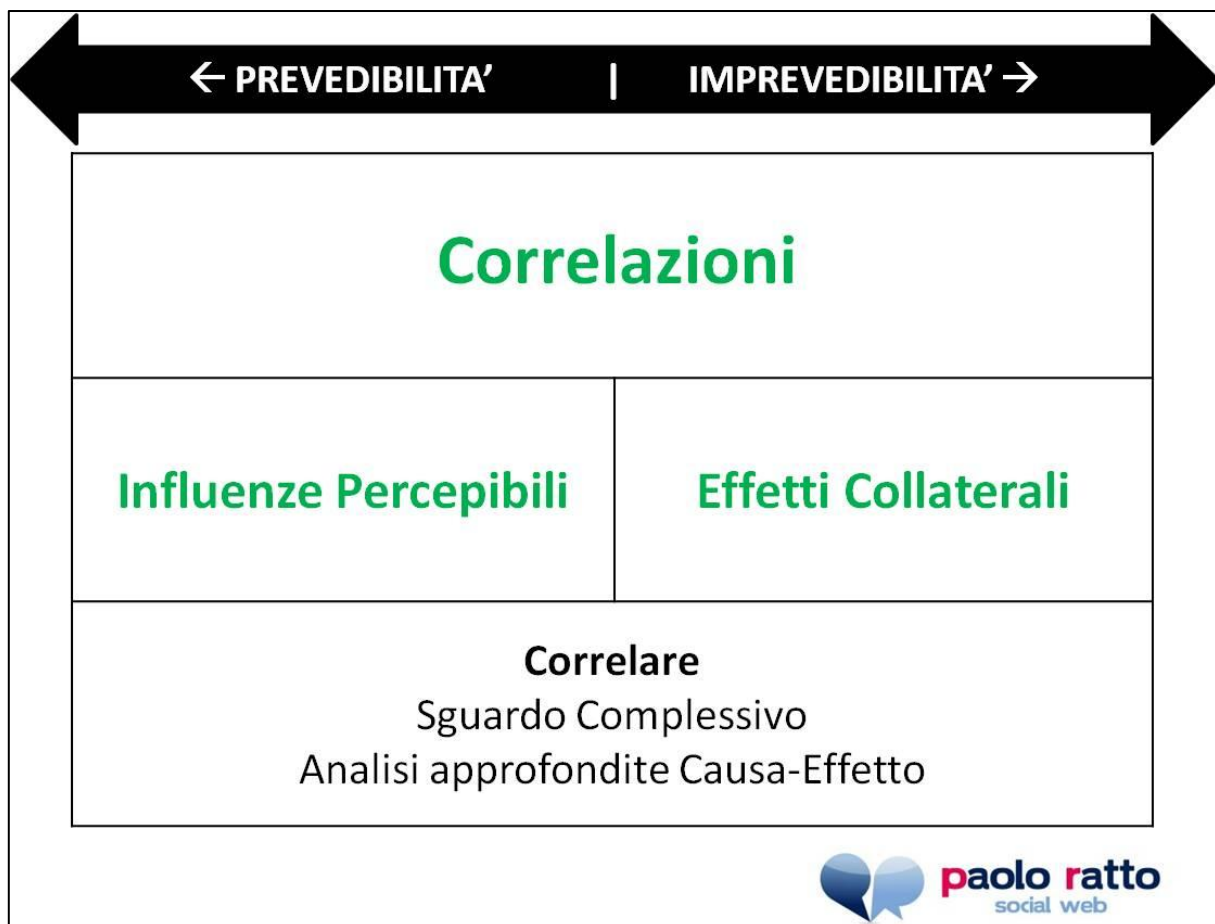 ← PREVEDIBILITA’ | IMPREVEDIBILITA’ →
Correlazioni
Influenze Percepibili
Effetti Collaterali
Correlare
Sguardo Complessivo
Analisi approfondite Causa-Effetto
paolo ratto
social web